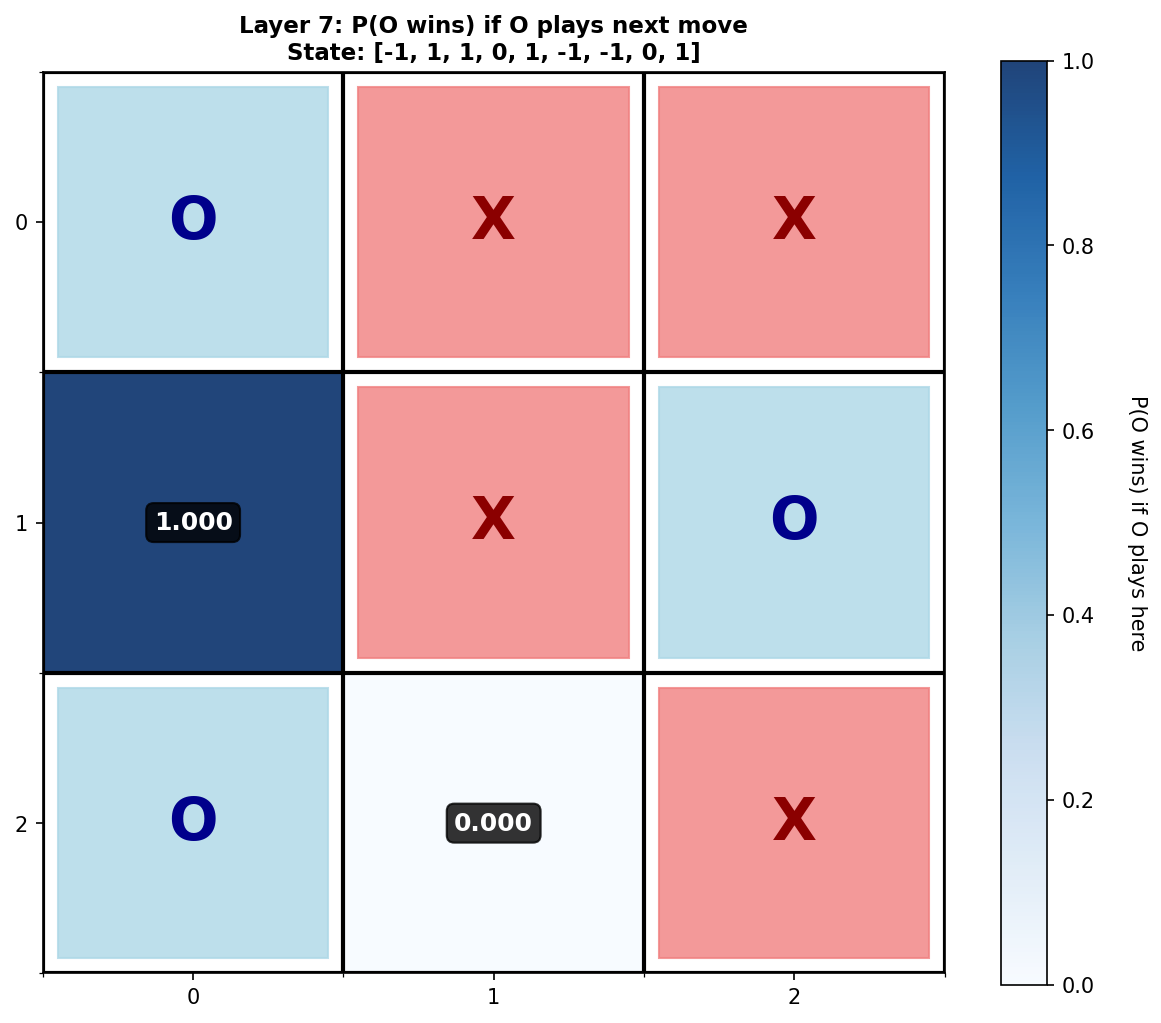 Layer 7: P(O wins) if O plays next move
State: [-1, 1, 1, 0, 1, -1, -1, 0, 1]
0
O
X
X
1
1.000
X
O
2
O
0.000
X
0
1
2
1.0
0.8
0.6
0.4
0.2
0.0
P(O wins) if O plays here